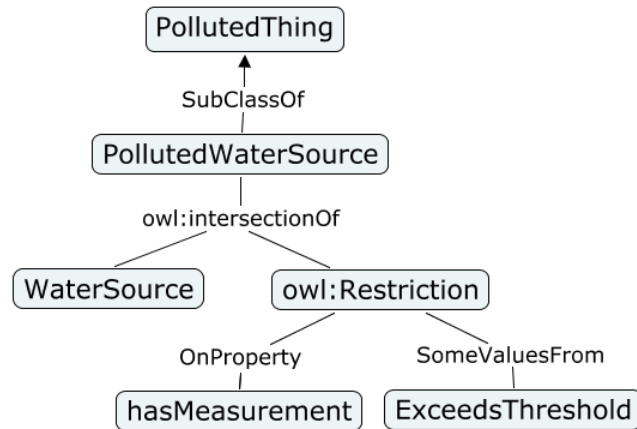 PollutedThing
SubClassOf
PollutedWaterSource
owl:intersectionOf
WaterSource
owl:Restriction
OnProperty
SomeValuesFrom
hasMeasurement
ExceedsThreshold